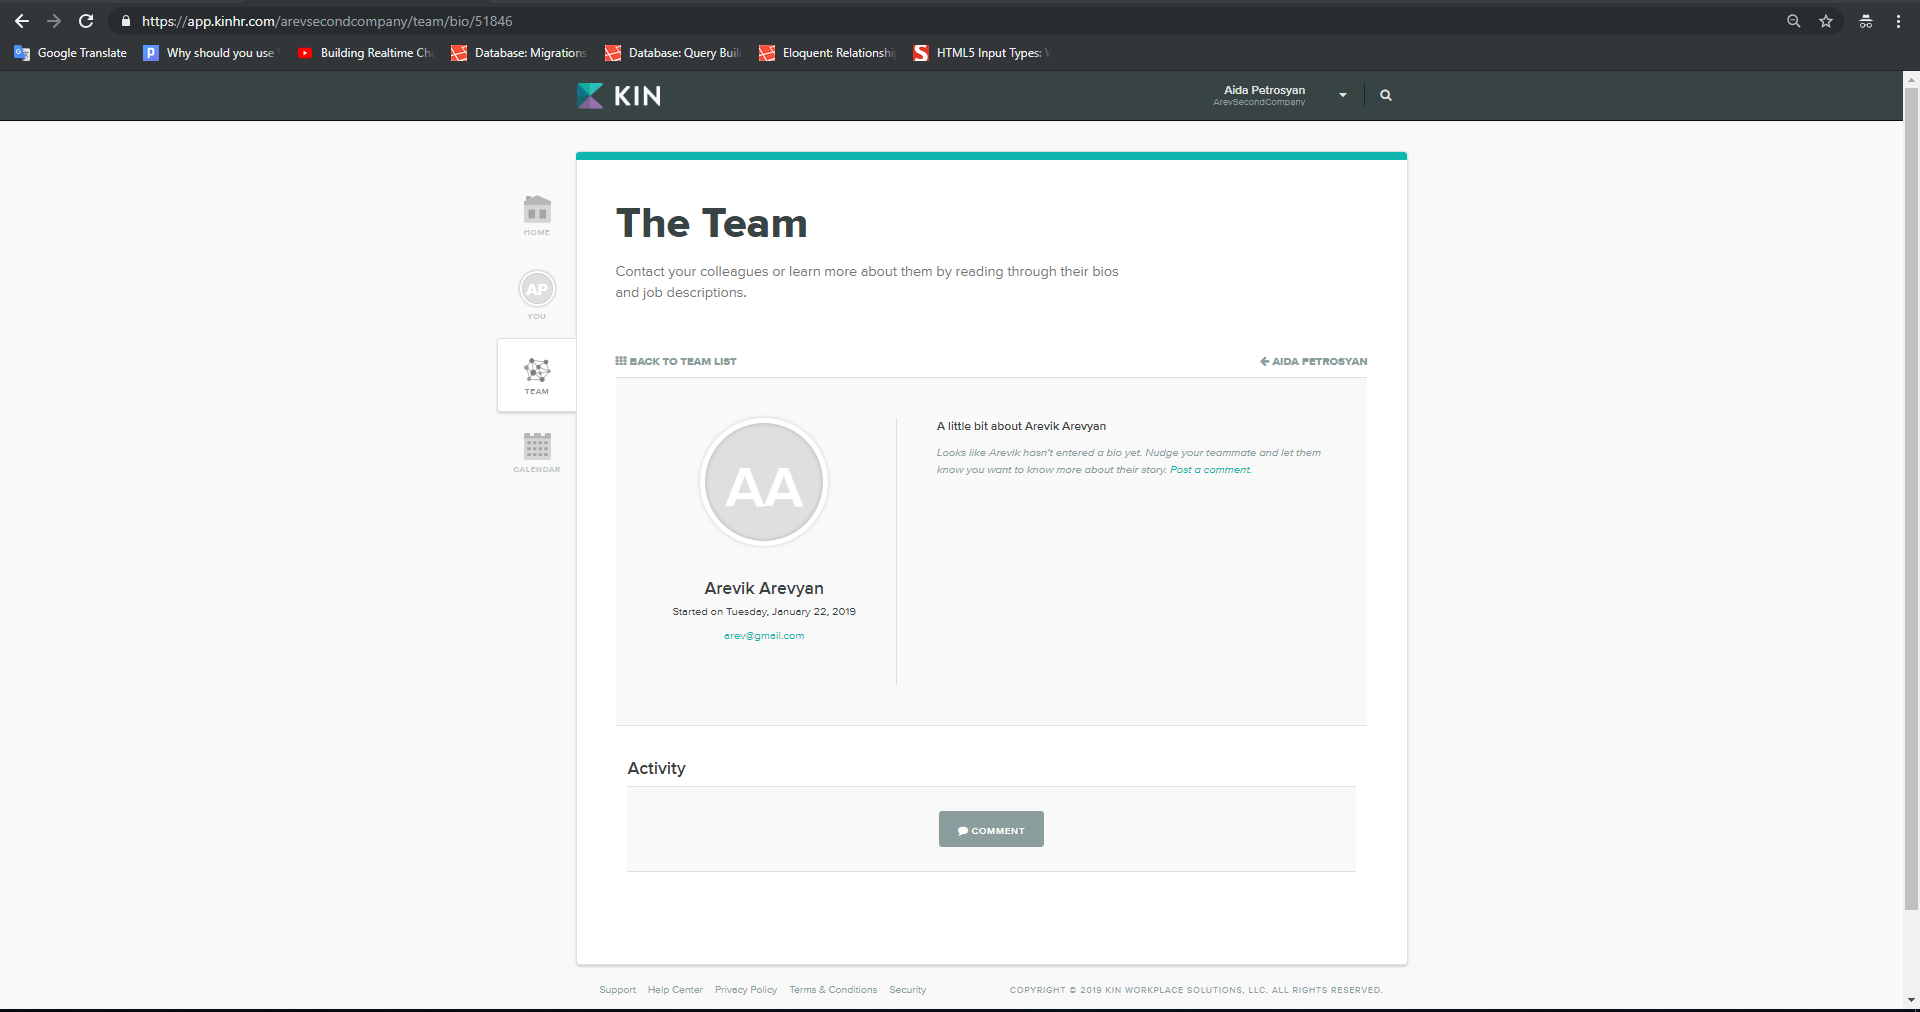 https://app.kinhr.com/arevsecondcompany/team/bio/51846
Google Translate
Why should you use
Building Realtime Ch
Database: Migrations
Database: Query Buil
Eloquent: Relationshi
HTML5 Input Types:
KIN
Aida Petrosyan
ArevSecondCompany
HOME
AP
YOU
TEAM
CALENDAR
The Team
Contact your colleagues or learn more about them by reading through their bios
and job descriptions.
BACK TO TEAM LIST
AIDA PETROSYAN
AA
Arevik Arevyan
Started on Tuesday, January 22, 2019
arev@gmail.com
A little bit about Arevik Arevyan
Looks like Arevik hasn't entered a bio yet. Nudge your teammate and let them
know you want to know more about their story. Post a comment.
Activity
COMMENT
Support Help Center Privacy Policy Terms & Conditions Security
COPYRIGHT © 2019 KIN WORKPLACE SOLUTIONS, LLC. ALL RIGHTS RESERVED.